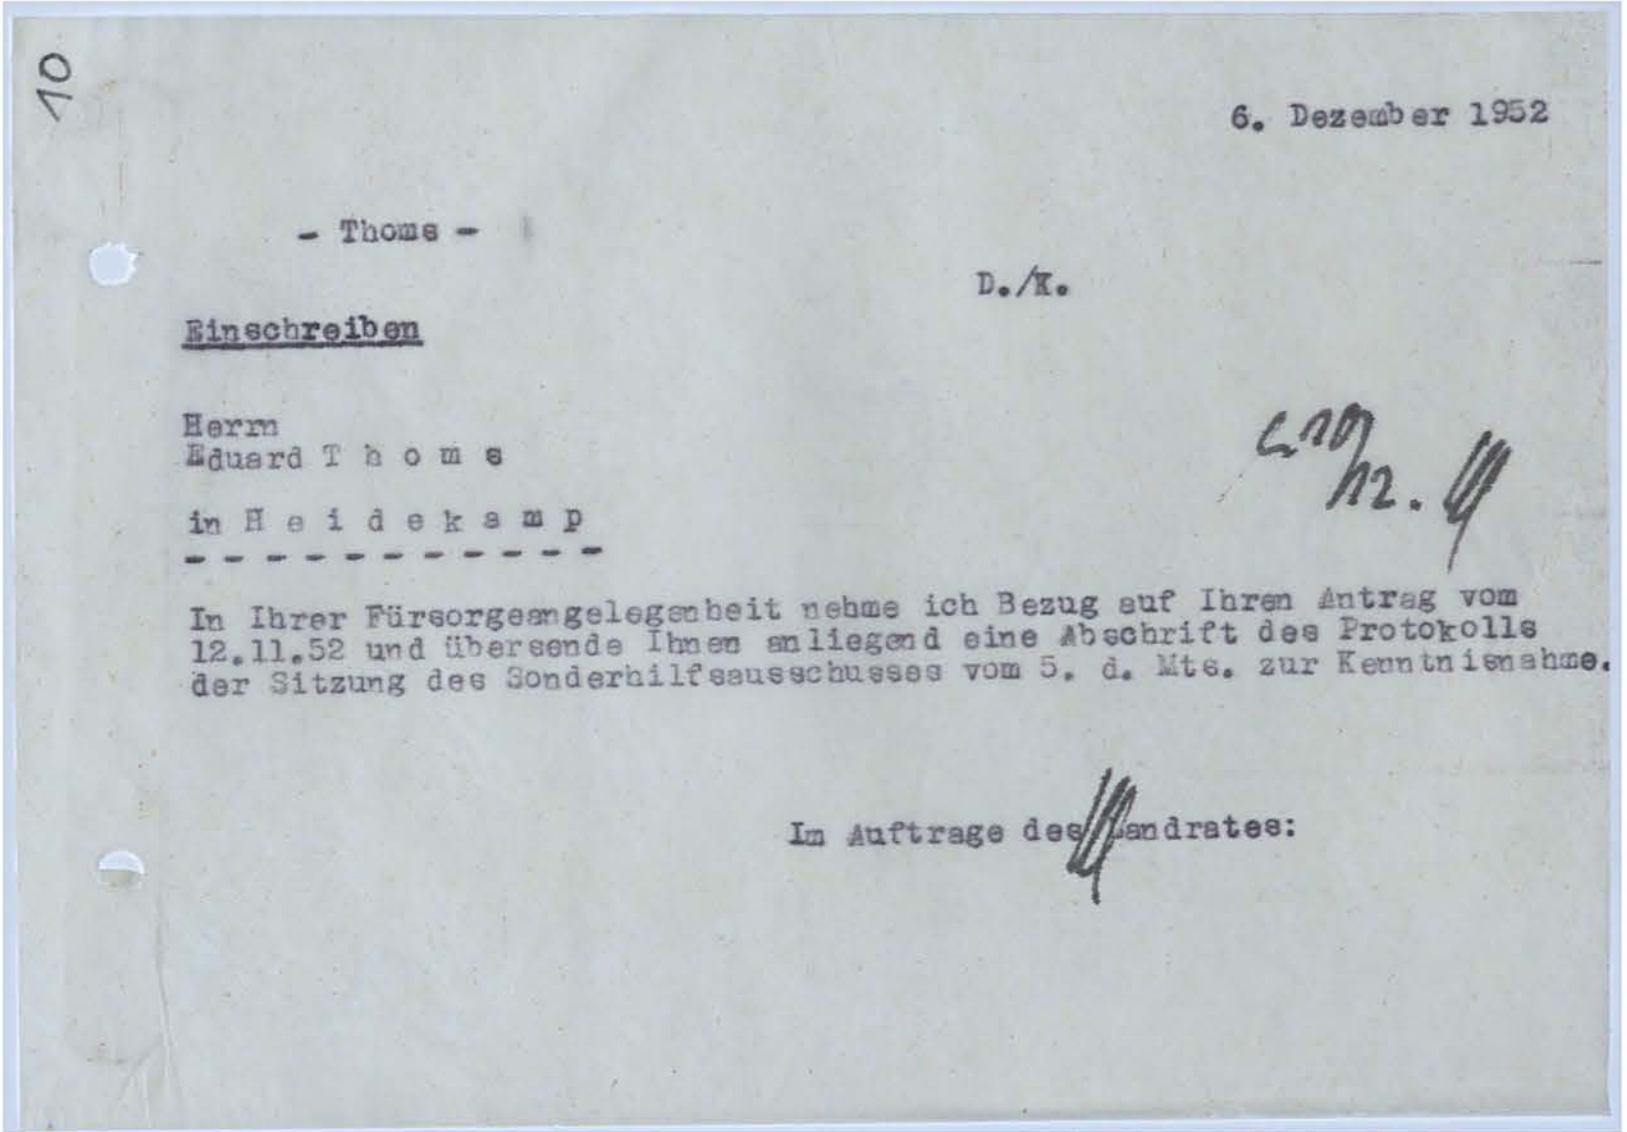 10
6. Dezember 1952
- Thoms -
D./K.
Einschreiben
Herrn
Eduard T h o m s
in H e i d e k a m p
- - - - - - - - - - - -
In Ihrer Fürsorgeangelegenheit nehme ich Bezug auf Ihren Antrag vom
12.11.52 und übersende Ihnen anliegend eine Abschrift des Protokolls
der Sitzung des Sonderhilfsausschusses vom 5. d. Mts. zur Kenntnisnahme.
Im Auftrage des Landrates: